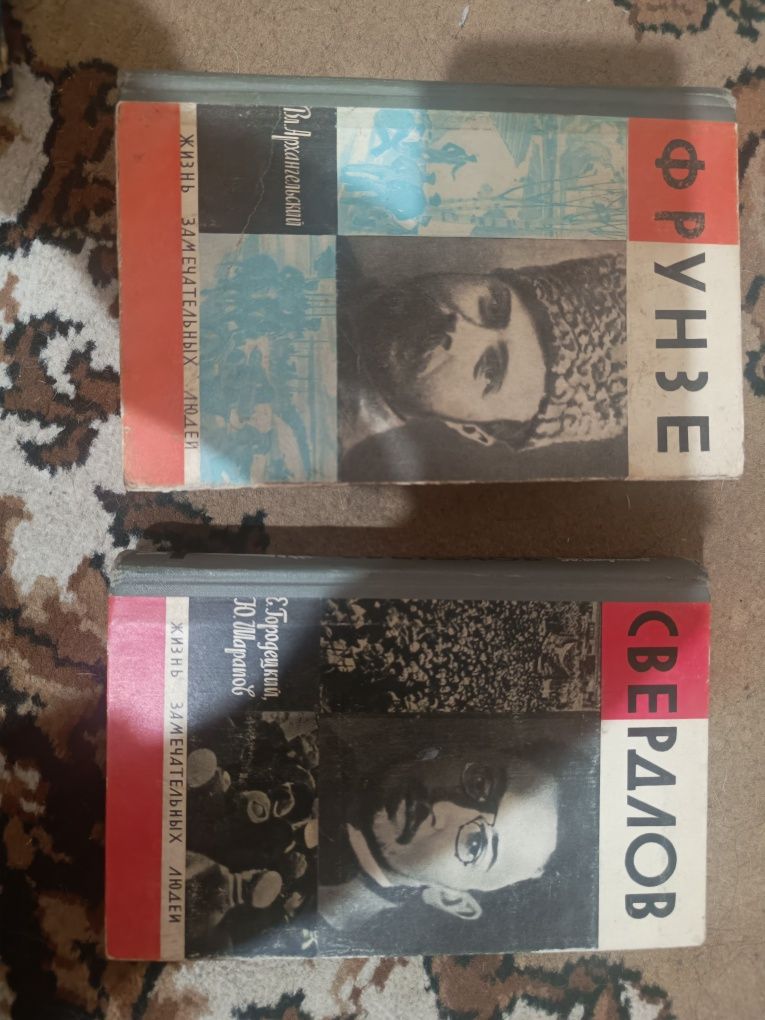 ФРУНЗЕ
Вл. Архангельский
ЖИЗНЬ ЗАМЕЧАТЕЛЬНЫХ ЛЮДЕЙ
СВЕРДЛОВ
Е. Городецкий,
Ю. Шарапов
ЖИЗНЬ ЗАМЕЧАТЕЛЬНЫХ ЛЮДЕЙ